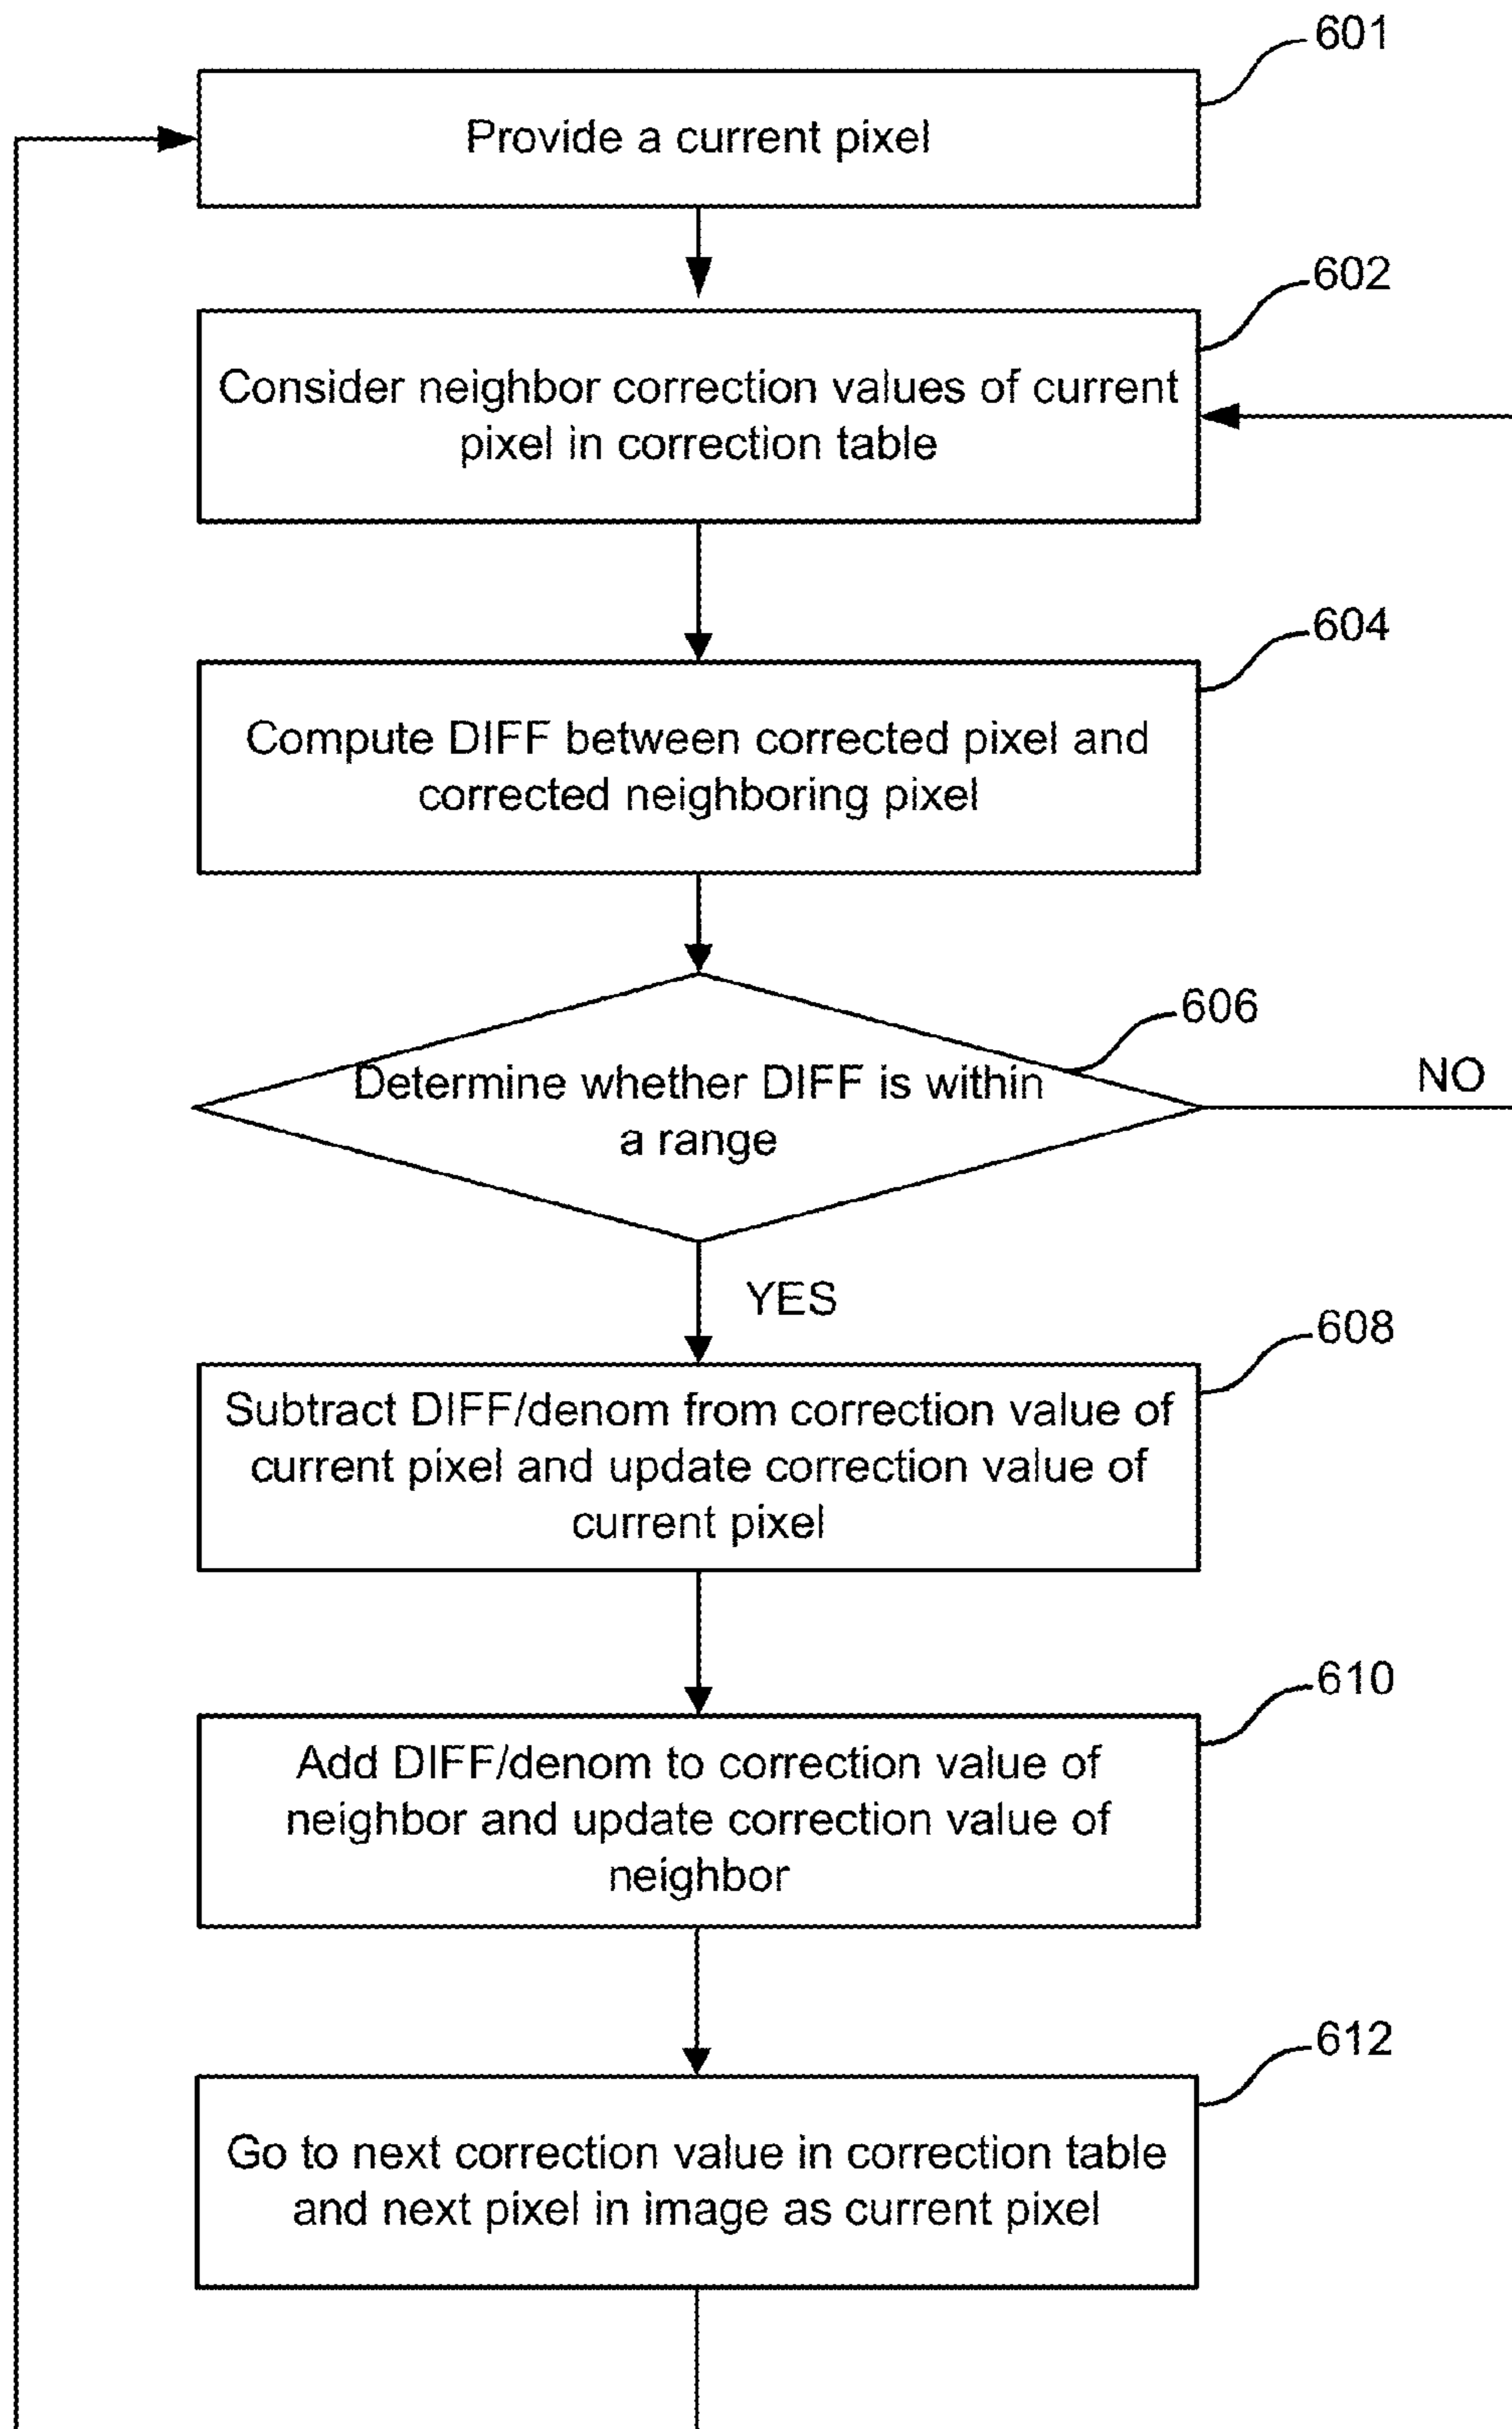 601
Provide a current pixel
602
Consider neighbor correction values of current
pixel in correction table
604
Compute DIFF between corrected pixel and
corrected neighboring pixel
606
Determine whether DIFF is within
a range
NO
YES
608
Subtract DIFF/denom from correction value of
current pixel and update correction value of
current pixel
610
Add DIFF/denom to correction value of
neighbor and update correction value of
neighbor
612
Go to next correction value in correction table
and next pixel in image as current pixel